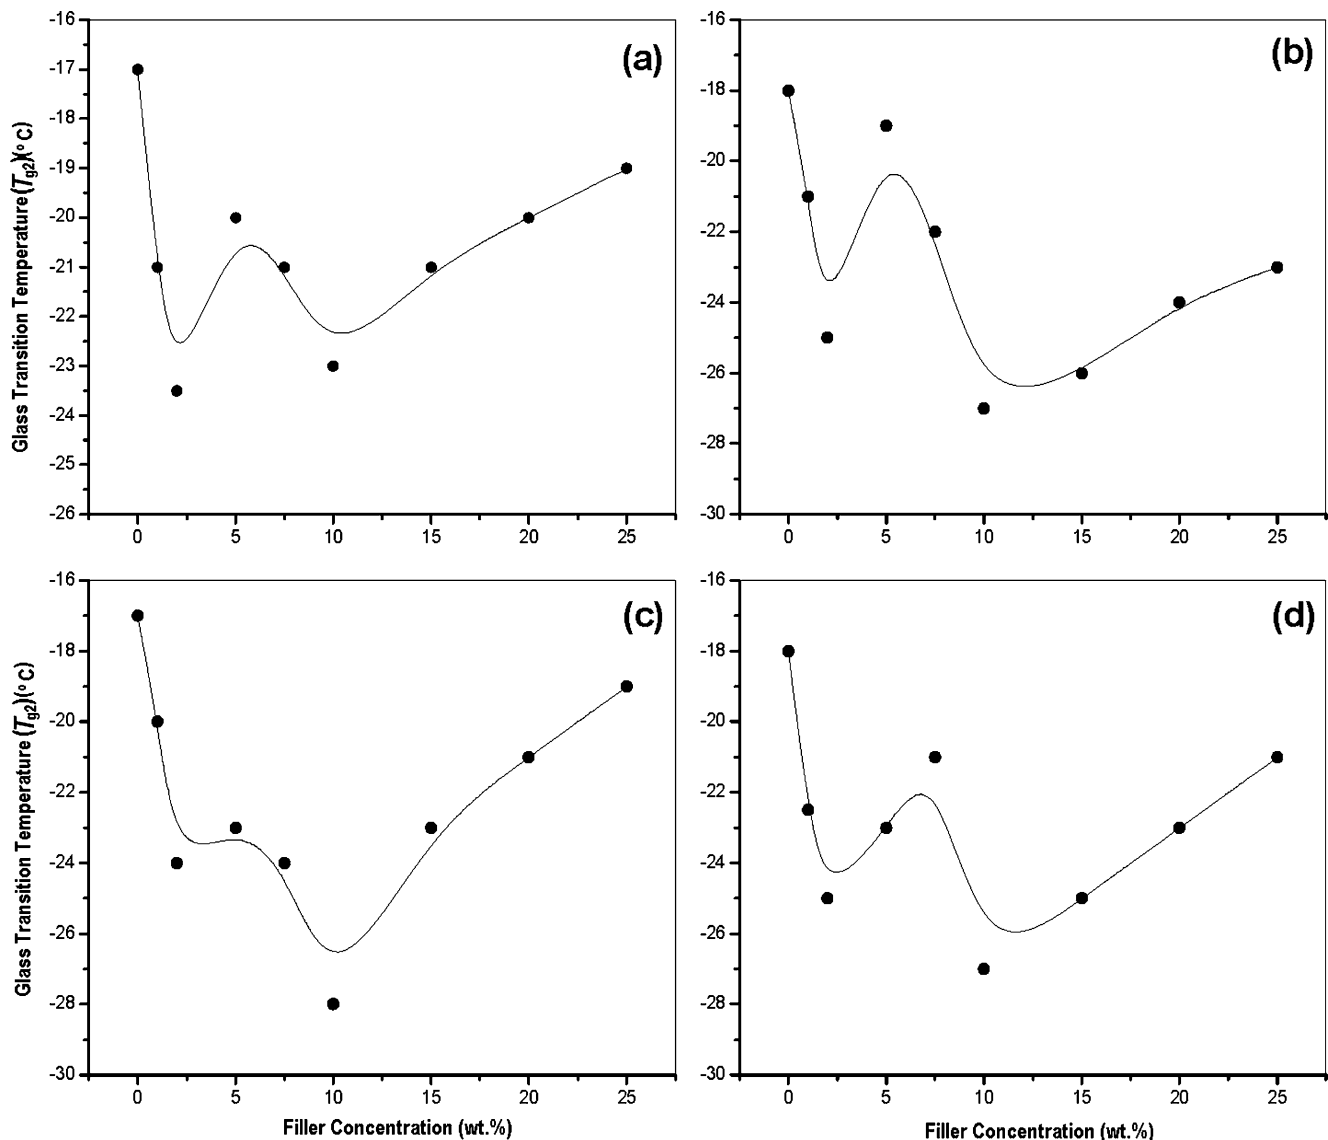 (a)
Glass Transition Temperature (Tg2)(°C)
-16
-17
-18
-19
-20
-21
-22
-23
-24
-25
-26
0 5 10 15 20 25
(b)
-16
-18
-20
-22
-24
-26
-28
-30
0 5 10 15 20 25
(c)
Glass Transition Temperature (Tg2)(°C)
-16
-18
-20
-22
-24
-26
-28
-30
0 5 10 15 20 25
Filler Concentration (wt.%)
(d)
-16
-18
-20
-22
-24
-26
-28
-30
0 5 10 15 20 25
Filler Concentration (wt.%)